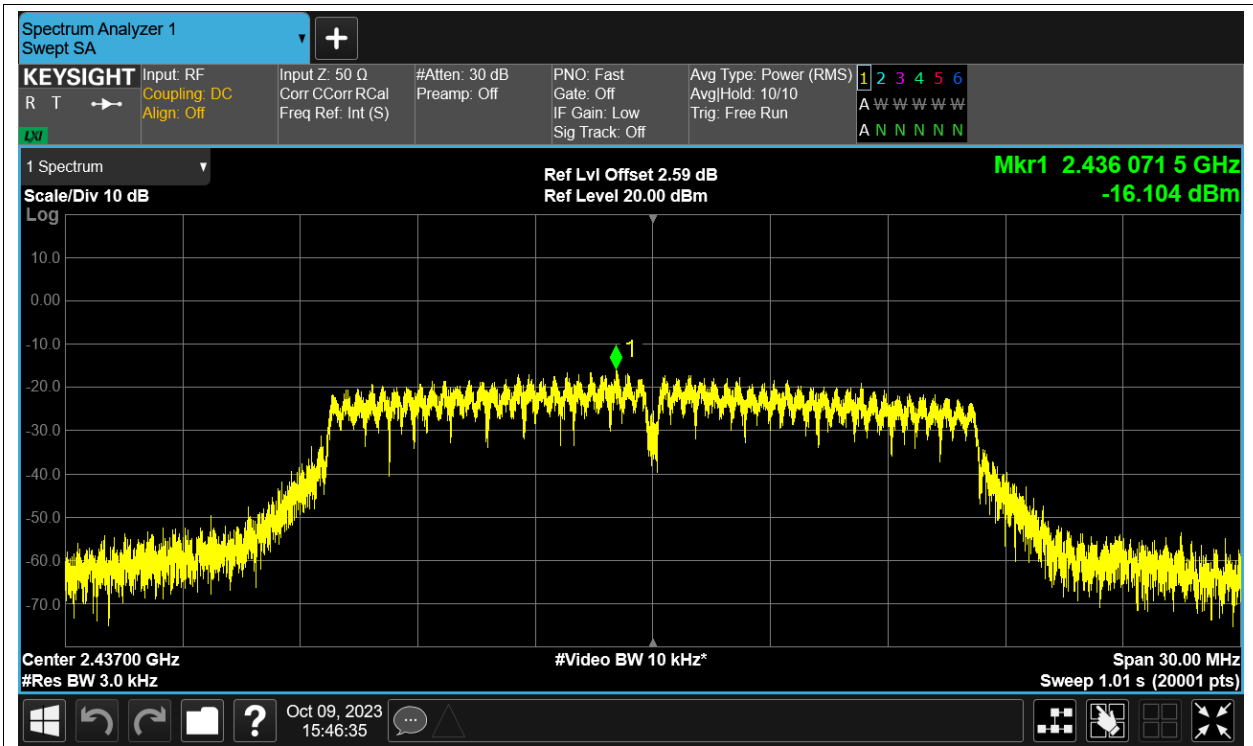 Spectrum Analyzer 1
Swept SA
KEYSIGHT
R T
LXI
Input: RF
Coupling: DC
Align: Off
Input Z: 50 Ω
Corr CCorr RCal
Freq Ref: Int (S)
#Atten: 30 dB
Preamp: Off
PNO: Fast
Gate: Off
IF Gain: Low
Sig Track: Off
Avg Type: Power (RMS)
Avg|Hold: 10/10
Trig: Free Run
1 2 3 4 5 6
A W W W W W
A N N N N N
1 Spectrum
Scale/Div 10 dB
Ref Lvl Offset 2.59 dB
Ref Level 20.00 dBm
Mkr1 2.436 071 5 GHz
-16.104 dBm
Log
10.0
0.00
-10.0
-20.0
-30.0
-40.0
-50.0
-60.0
-70.0
1
Center 2.43700 GHz
#Res BW 3.0 kHz
#Video BW 10 kHz*
Span 30.00 MHz
Sweep 1.01 s (20001 pts)
?
Oct 09, 2023
15:46:35